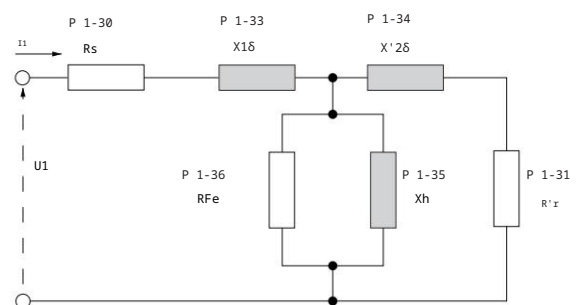 P 1-30
P 1-33
P 1-34
I1
Rs
X1δ
X'2δ
U1
P 1-36
RFe
P 1-35
Xh
P 1-31
R'r